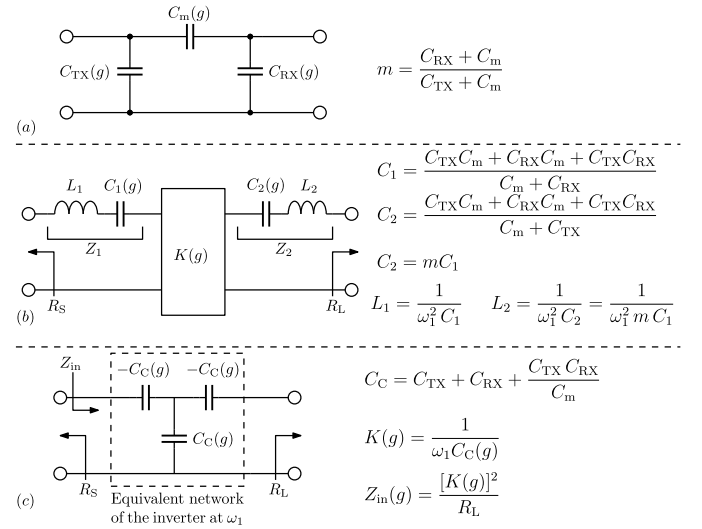 C_m(g)
C_TX(g)
C_RX(g)
m = (C_RX + C_m) / (C_TX + C_m)
(a)
C_1 = (C_TX C_m + C_RX C_m + C_TX C_RX) / (C_m + C_RX)
C_2 = (C_TX C_m + C_RX C_m + C_TX C_RX) / (C_m + C_TX)
C_2 = mC_1
L_1 = 1 / (ω_1^2 C_1)  L_2 = 1 / (ω_1^2 C_2) = 1 / (ω_1^2 m C_1)
L_1 C_1(g)
C_2(g) L_2
Z_1
Z_2
K(g)
R_S
R_L
(b)
Z_in
−C_C(g) −C_C(g)
C_C(g)
R_S
R_L
Equivalent network
of the inverter at ω_1
(c)
C_C = C_TX + C_RX + (C_TX C_RX) / C_m
K(g) = 1 / (ω_1 C_C(g))
Z_in(g) = [K(g)]^2 / R_L